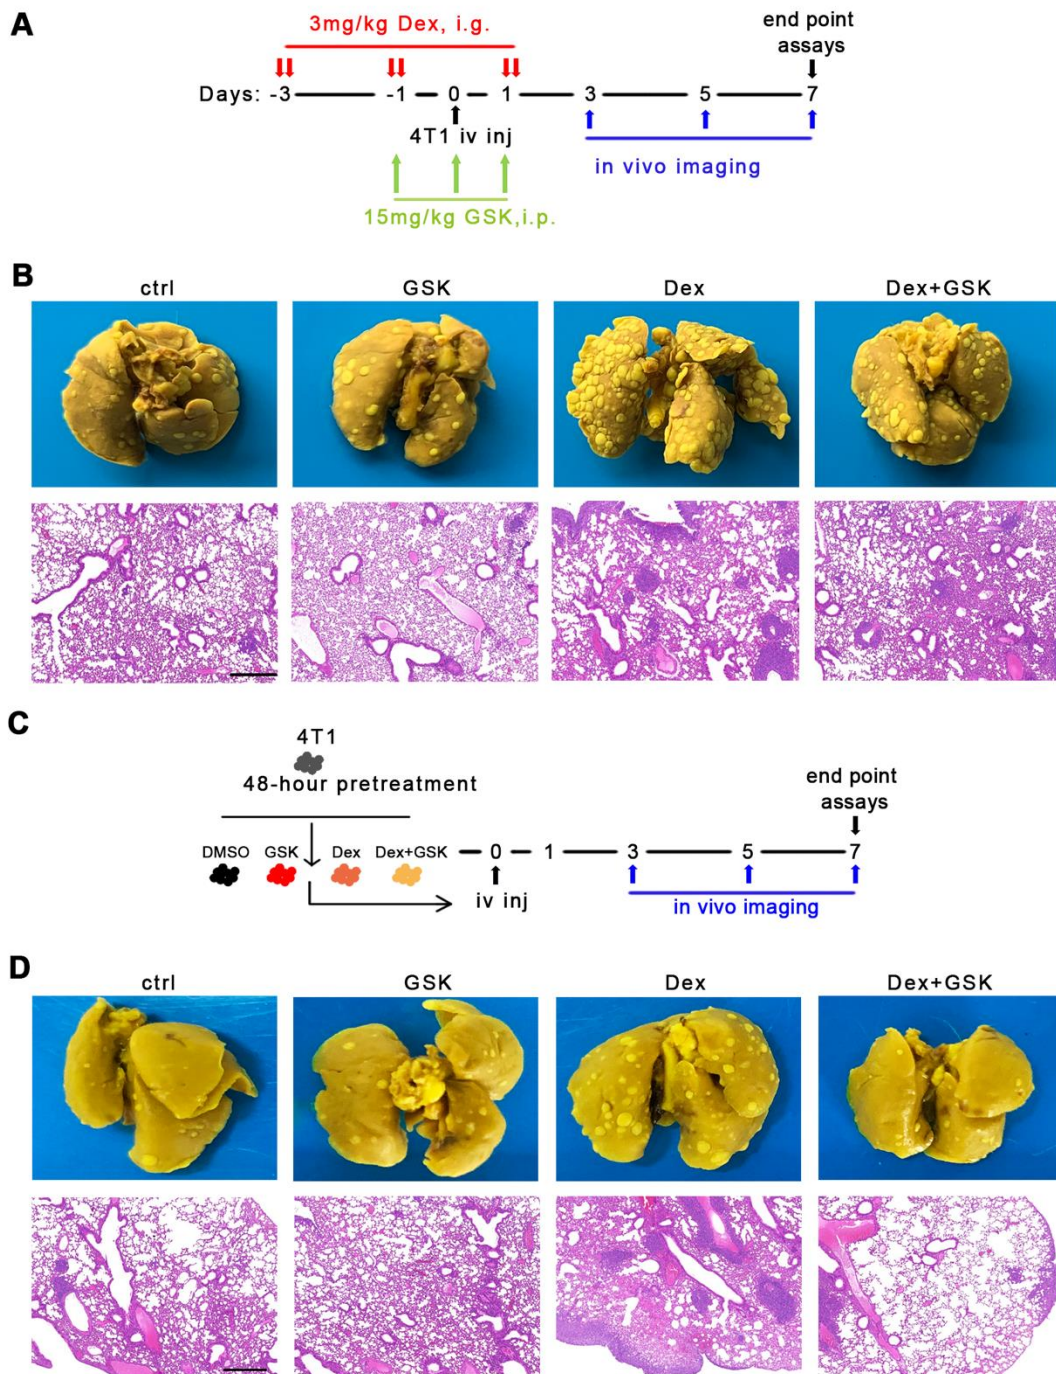 A
3mg/kg Dex, i.g.
end point
assays
Days: -3 -1 0 1 3 5 7
4T1 iv inj
in vivo imaging
15mg/kg GSK,i.p.
B
ctrl GSK Dex Dex+GSK
C
4T1
48-hour pretreatment
end point
assays
DMSO GSK Dex Dex+GSK
0 1 3 5 7
iv inj
in vivo imaging
D
ctrl GSK Dex Dex+GSK